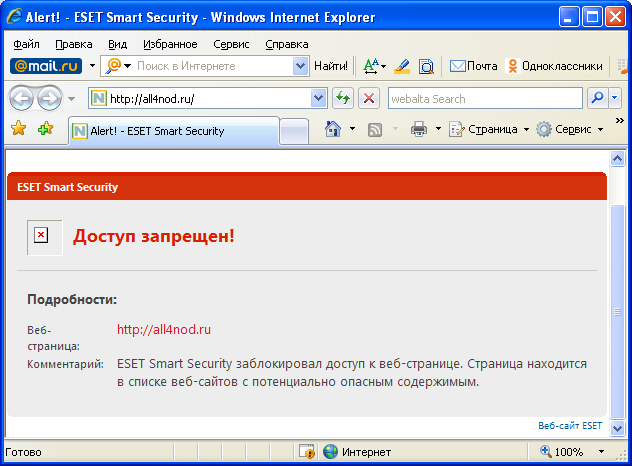 Alert! - ESET Smart Security - Windows Internet Explorer
Файл Правка Вид Избранное Сервис Справка
@mail.ru Поиск в Интернете Найти! Почта Одноклассники
http://all4nod.ru/ webalta Search
Alert! - ESET Smart Security Страница Сервис
ESET Smart Security
Доступ запрещен!
Подробности:
Веб-страница: http://all4nod.ru
Комментарий: ESET Smart Security заблокировал доступ к веб-странице. Страница находится
в списке веб-сайтов с потенциально опасным содержимым.
Веб-сайт ESET
Готово Интернет 100%